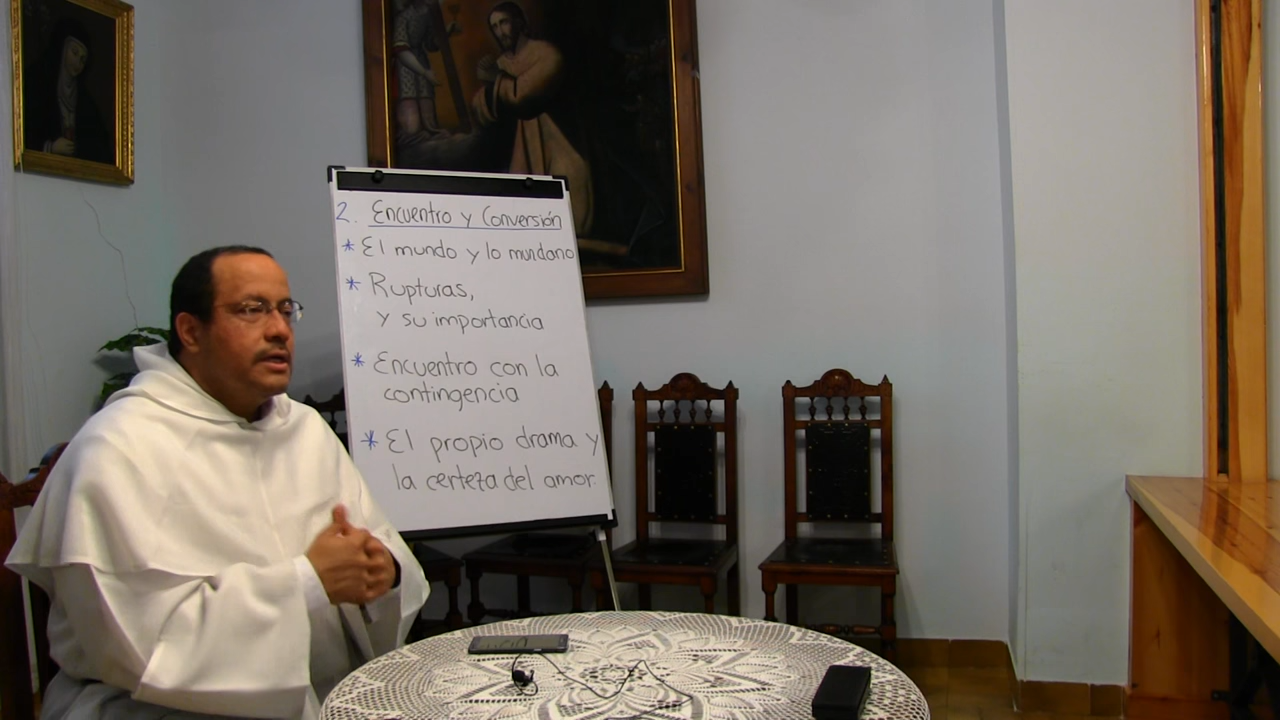 2. Encuentro y Conversión
* El mundo y lo mundano
* Rupturas,
y su importancia
* Encuentro con la
contingencia
* El propio drama y
la certeza del amor.